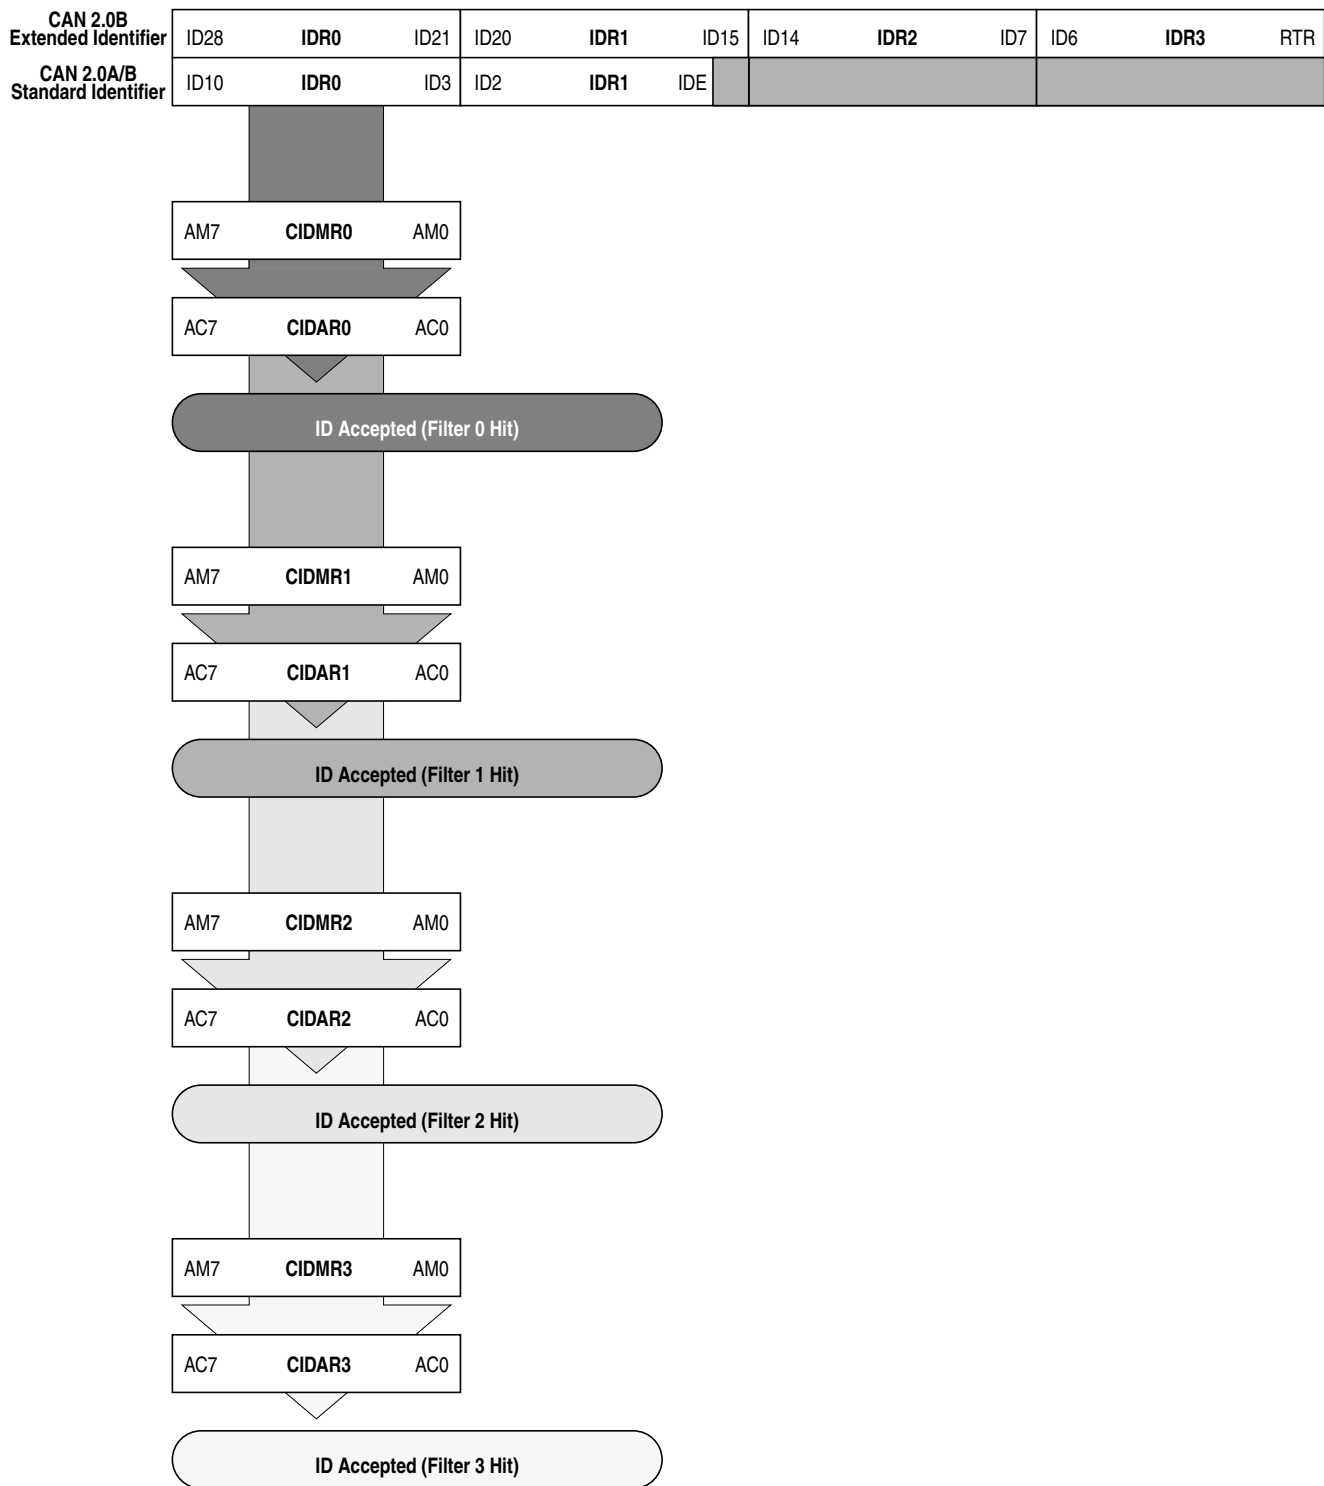 CAN 2.0B
Extended Identifier ID28 IDR0 ID21 ID20 IDR1 ID15 ID14 IDR2 ID7 ID6 IDR3 RTR
CAN 2.0A/B
Standard Identifier ID10 IDR0 ID3 ID2 IDR1 IDE
AM7 CIDMR0 AM0
AC7 CIDAR0 AC0
ID Accepted (Filter 0 Hit)
AM7 CIDMR1 AM0
AC7 CIDAR1 AC0
ID Accepted (Filter 1 Hit)
AM7 CIDMR2 AM0
AC7 CIDAR2 AC0
ID Accepted (Filter 2 Hit)
AM7 CIDMR3 AM0
AC7 CIDAR3 AC0
ID Accepted (Filter 3 Hit)